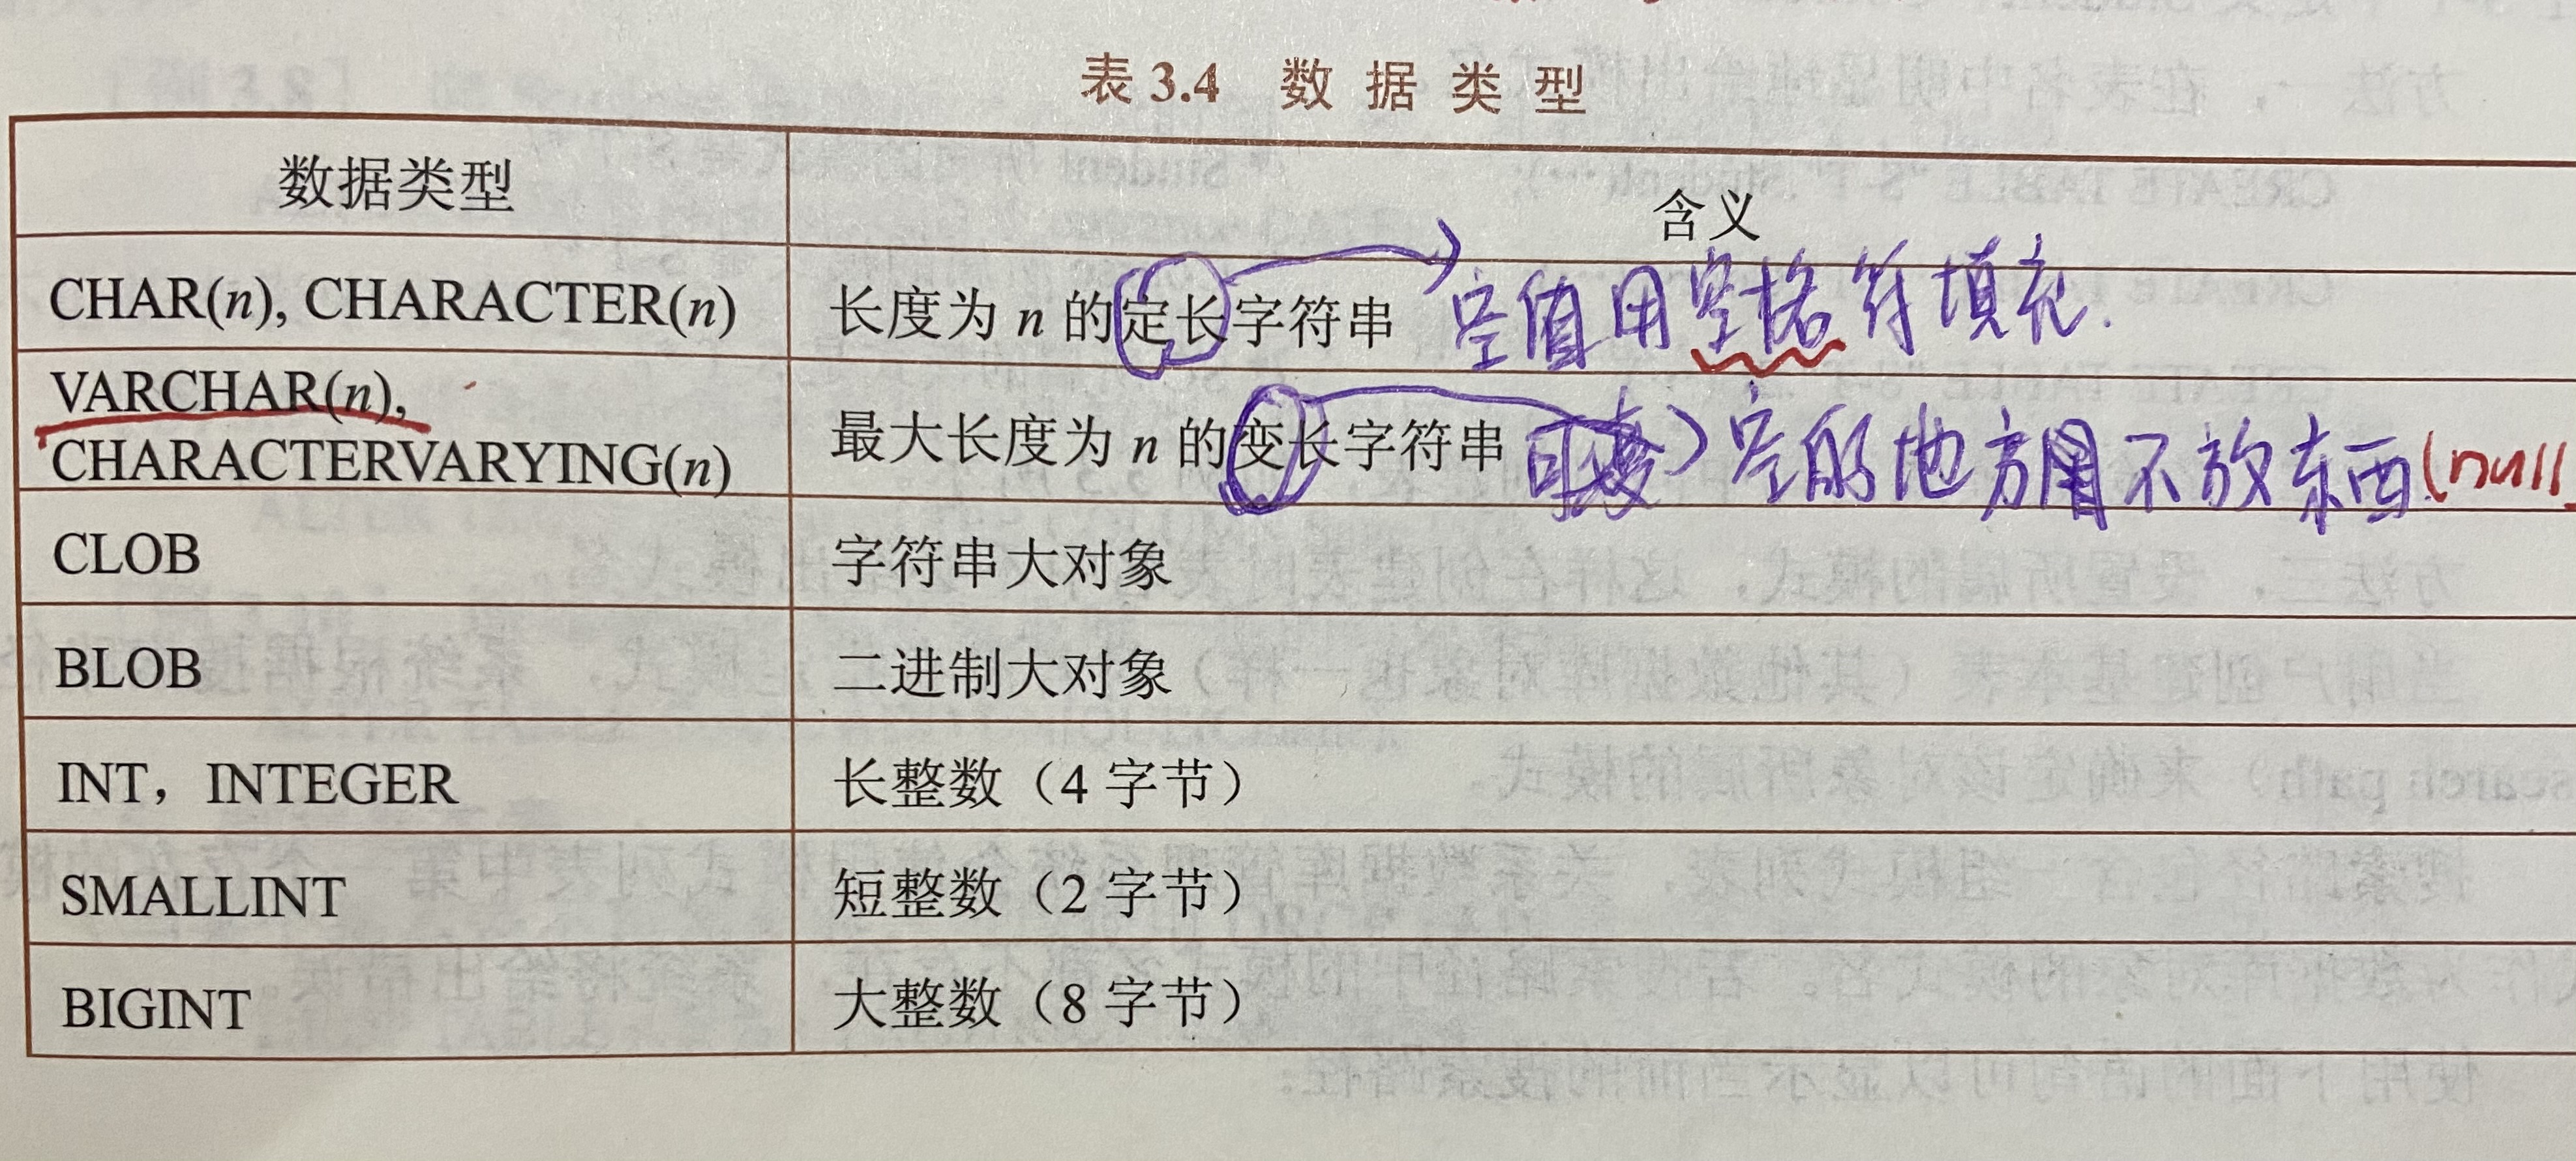 表 3.4 数 据 类 型
数据类型 含义
CHAR(n), CHARACTER(n) 长度为 n 的定长字符串 空值用空格符填充.
VARCHAR(n),
CHARACTERVARYING(n) 最大长度为 n 的变长字符串 空的地方 不放东西(null
CLOB 字符串大对象
BLOB 二进制大对象
INT，INTEGER 长整数（4 字节）
SMALLINT 短整数（2 字节）
BIGINT 大整数（8 字节）